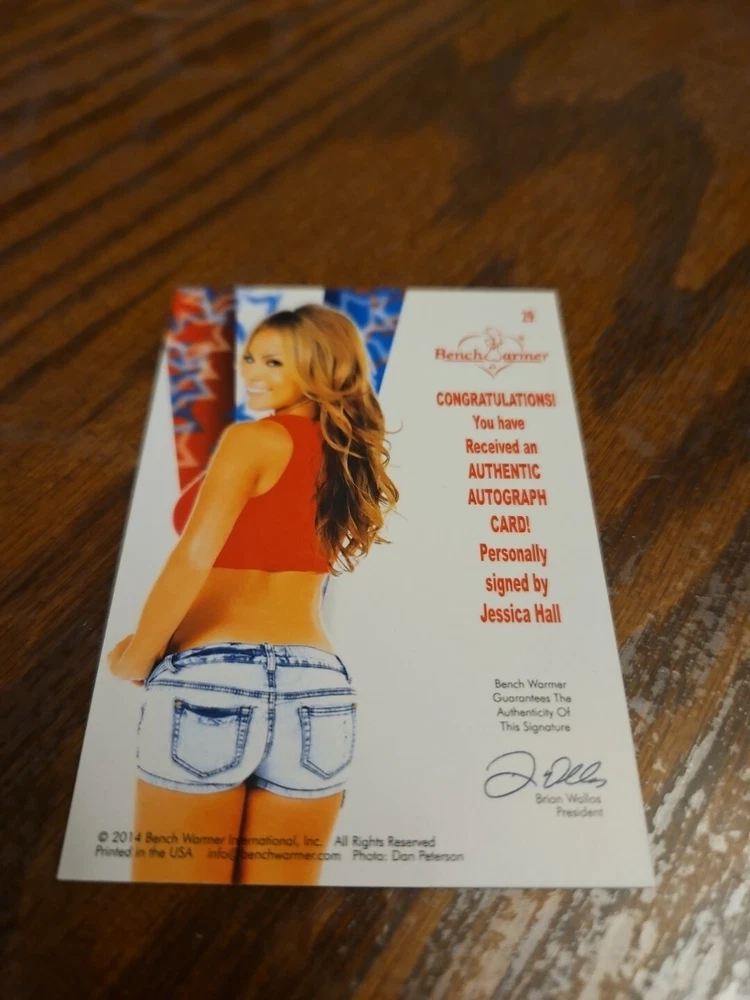 29
BenchWarmer
CONGRATULATIONS!
You have
Received an
AUTHENTIC
AUTOGRAPH
CARD!
Personally
signed by
Jessica Hall
Bench Warmer
Guarantees The
Authenticity Of
This Signature
Brian Wallos
President
© 2014 Bench Warmer International, Inc. All Rights Reserved
Printed in the USA info@benchwarmer.com Photo: Dan Peterson